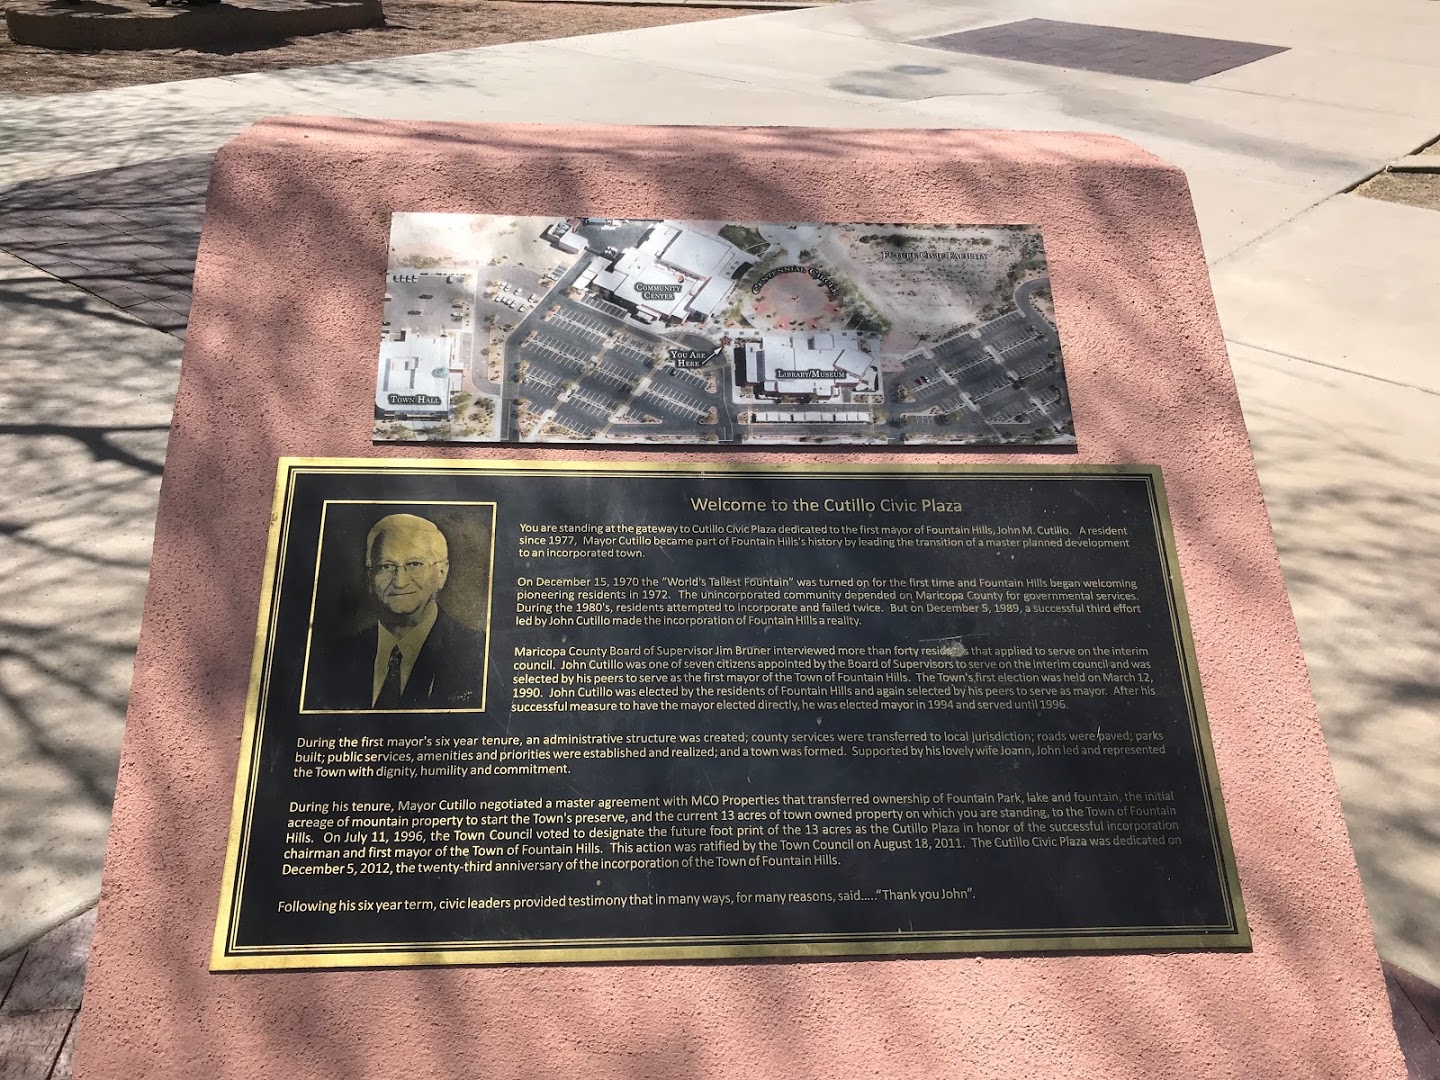 FUTURE CIVIC FACILITY
CENTENNIAL CIRCLE
COMMUNITY
CENTER
YOU ARE
HERE
LIBRARY/MUSEUM
TOWN HALL
Welcome to the Cutillo Civic Plaza
You are standing at the gateway to Cutillo Civic Plaza dedicated to the first mayor of Fountain Hills, John M. Cutillo. A resident
since 1977, Mayor Cutillo became part of Fountain Hills's history by leading the transition of a master planned development
to an incorporated town.
On December 15, 1970 the "World's Tallest Fountain" was turned on for the first time and Fountain Hills began welcoming
pioneering residents in 1972. The unincorporated community depended on Maricopa County for governmental services.
During the 1980's, residents attempted to incorporate and failed twice. But on December 5, 1989, a successful third effort
led by John Cutillo made the incorporation of Fountain Hills a reality.
Maricopa County Board of Supervisor Jim Bruner interviewed more than forty residents that applied to serve on the interim
council. John Cutillo was one of seven citizens appointed by the Board of Supervisors to serve on the interim council and was
selected by his peers to serve as the first mayor of the Town of Fountain Hills. The Town's first election was held on March 12,
1990. John Cutillo was elected by the residents of Fountain Hills and again selected by his peers to serve as mayor. After his
successful measure to have the mayor elected directly, he was elected mayor in 1994 and served until 1996.
During the first mayor's six year tenure, an administrative structure was created; county services were transferred to local jurisdiction; roads were paved; parks
built; public services, amenities and priorities were established and realized; and a town was formed. Supported by his lovely wife Joann, John led and represented
the Town with dignity, humility and commitment.
During his tenure, Mayor Cutillo negotiated a master agreement with MCO Properties that transferred ownership of Fountain Park, lake and fountain, the initial
acreage of mountain property to start the Town's preserve, and the current 13 acres of town owned property on which you are standing, to the Town of Fountain
Hills. On July 11, 1996, the Town Council voted to designate the future foot print of the 13 acres as the Cutillo Plaza in honor of the successful incorporation
chairman and first mayor of the Town of Fountain Hills. This action was ratified by the Town Council on August 18, 2011. The Cutillo Civic Plaza was dedicated on
December 5, 2012, the twenty-third anniversary of the incorporation of the Town of Fountain Hills.
Following his six year term, civic leaders provided testimony that in many ways, for many reasons, said....."Thank you John".